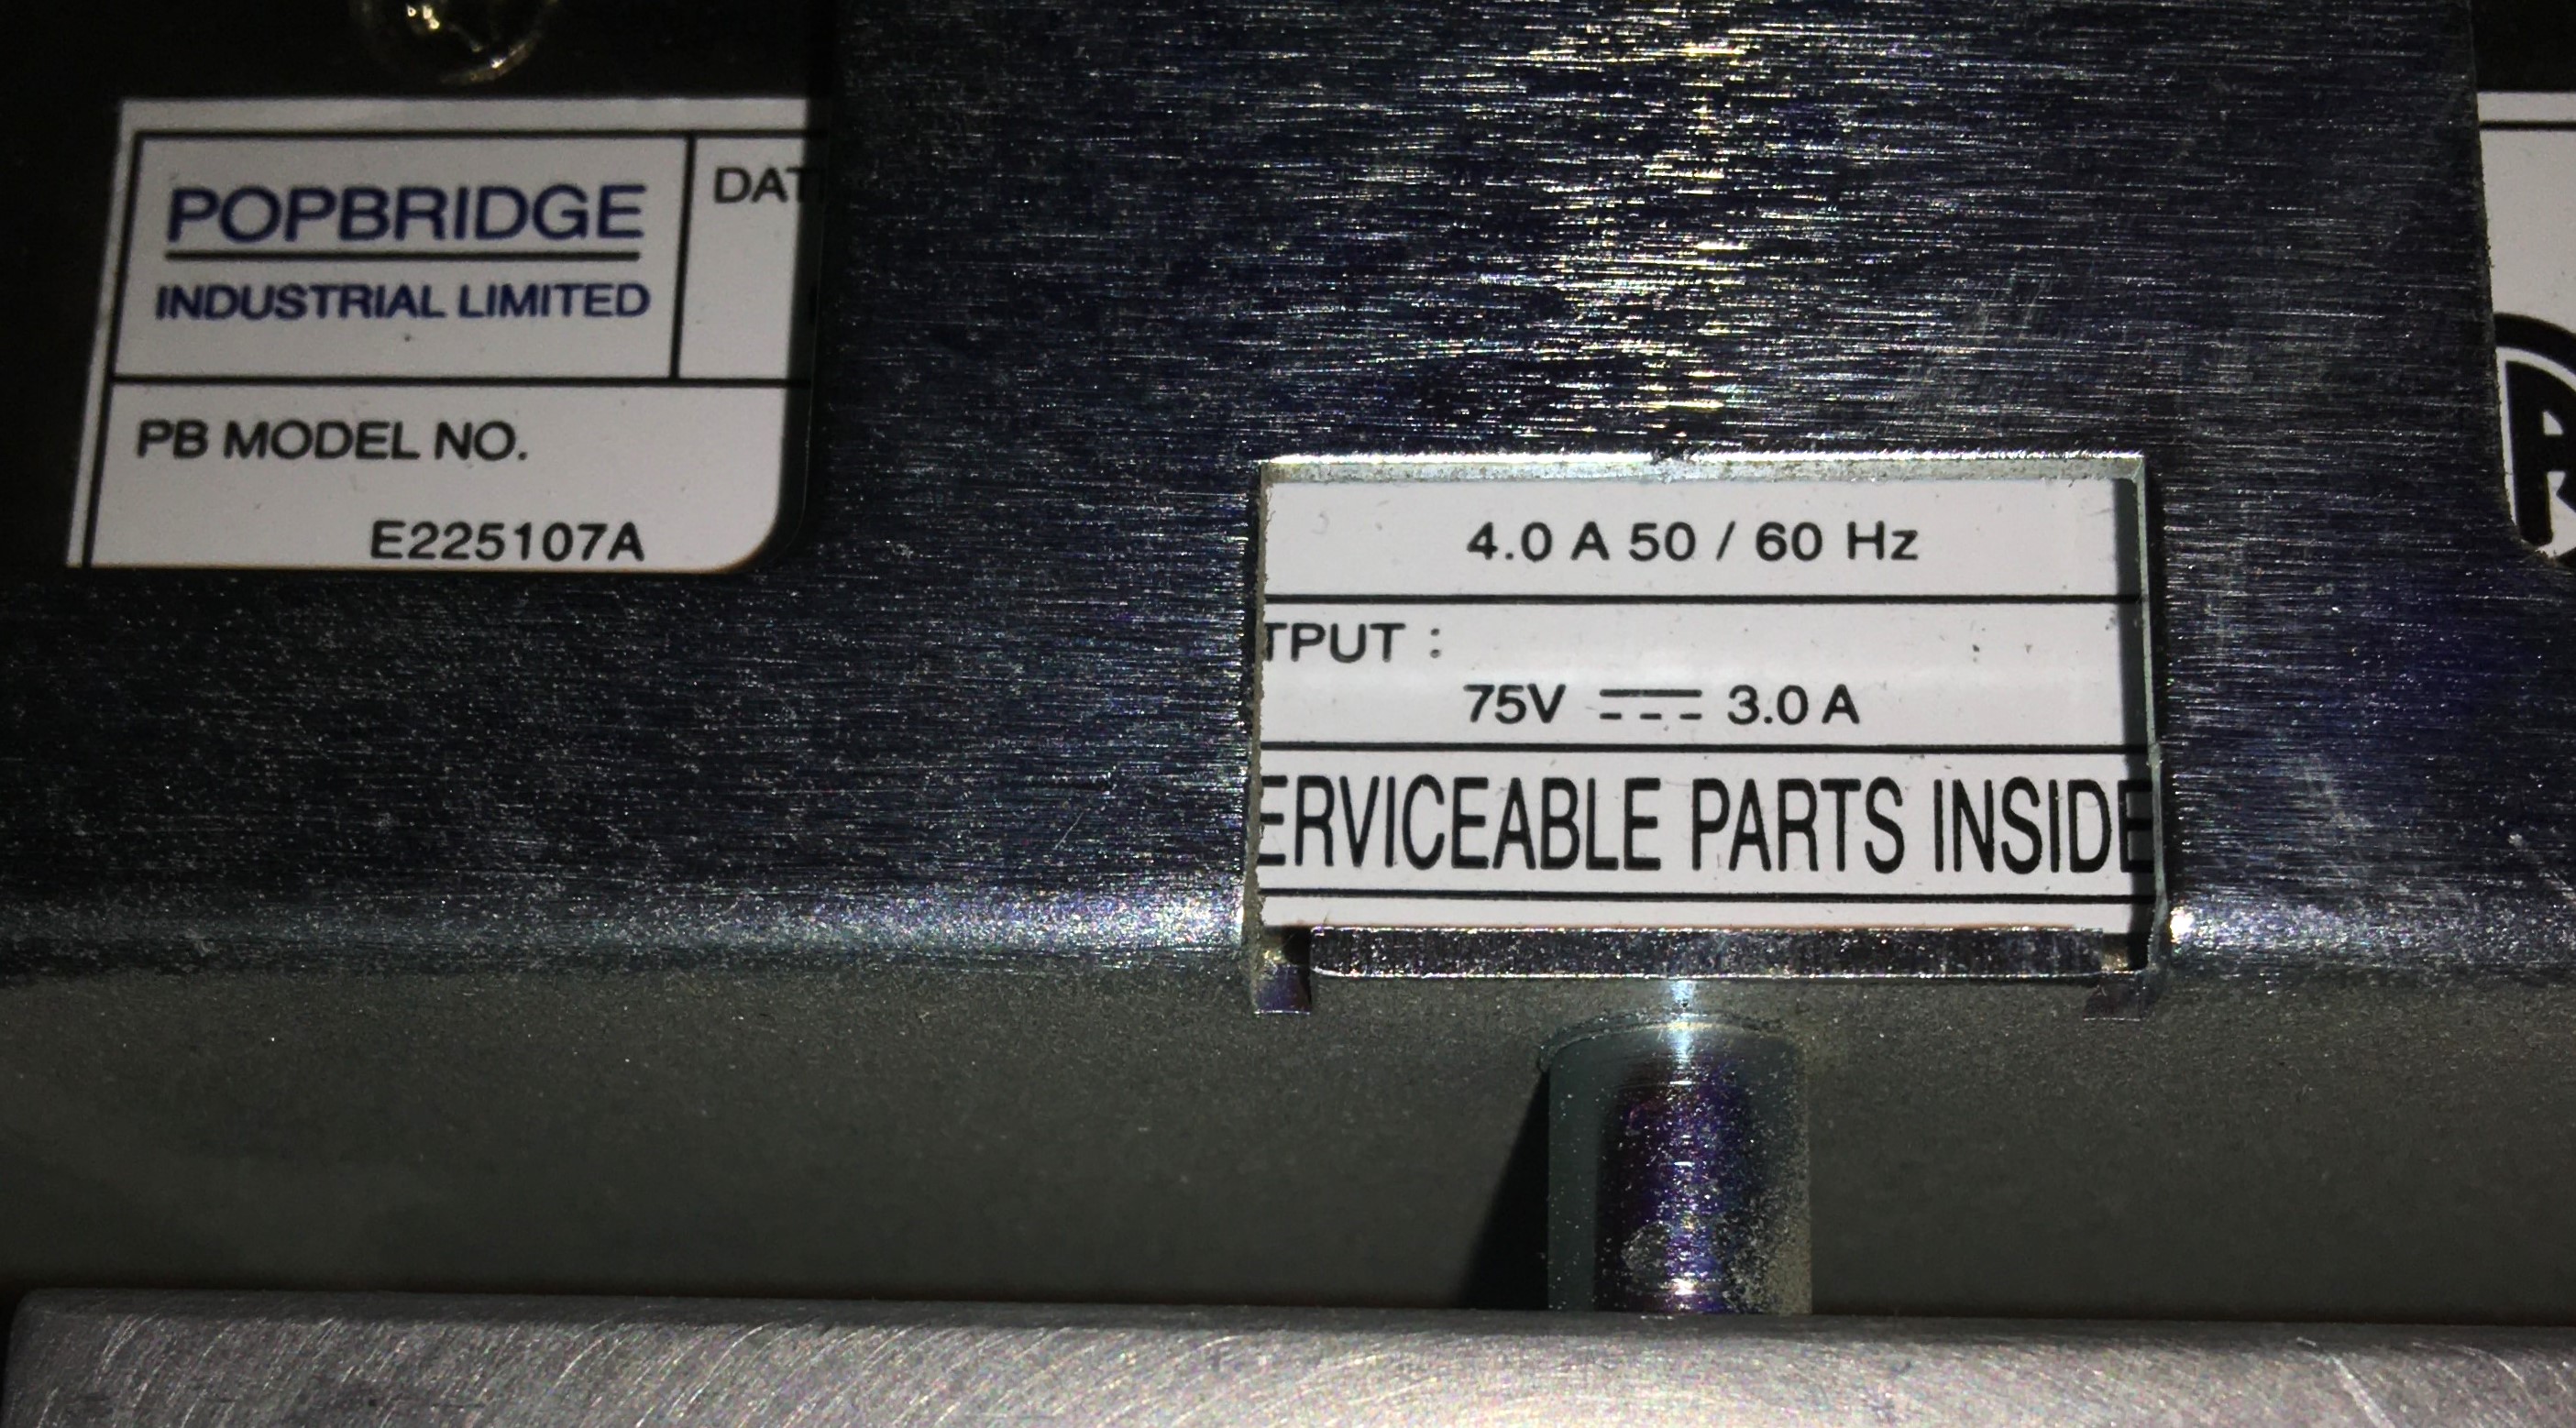 POPBRIDGE
INDUSTRIAL LIMITED
DAT
PB MODEL NO.
E225107A
4.0 A 50 / 60 Hz
TPUT :
75V ⎓ 3.0 A
ERVICEABLE PARTS INSIDE